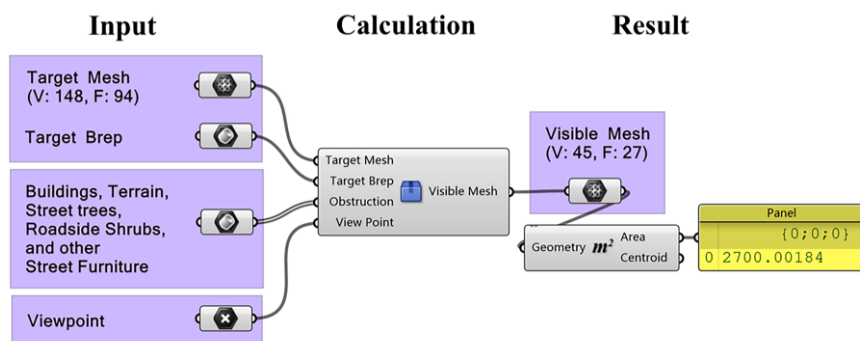 Input
Calculation
Result
Target Mesh
(V: 148, F: 94)
Target Brep
Buildings, Terrain,
Street trees,
Roadside Shrubs,
and other
Street Furniture
Viewpoint
Target Mesh
Target Brep
Obstruction
View Point
Visible Mesh
Visible Mesh
(V: 45, F: 27)
Geometry
m²
Area
Centroid
Panel
{0;0;0}
0 2700.00184